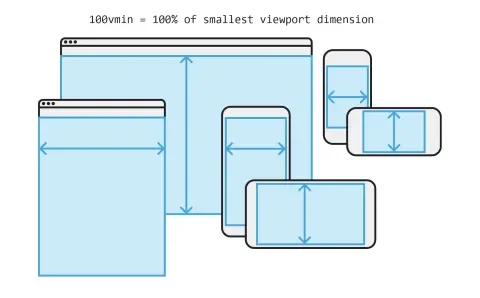 100vmin = 100% of smallest viewport dimension